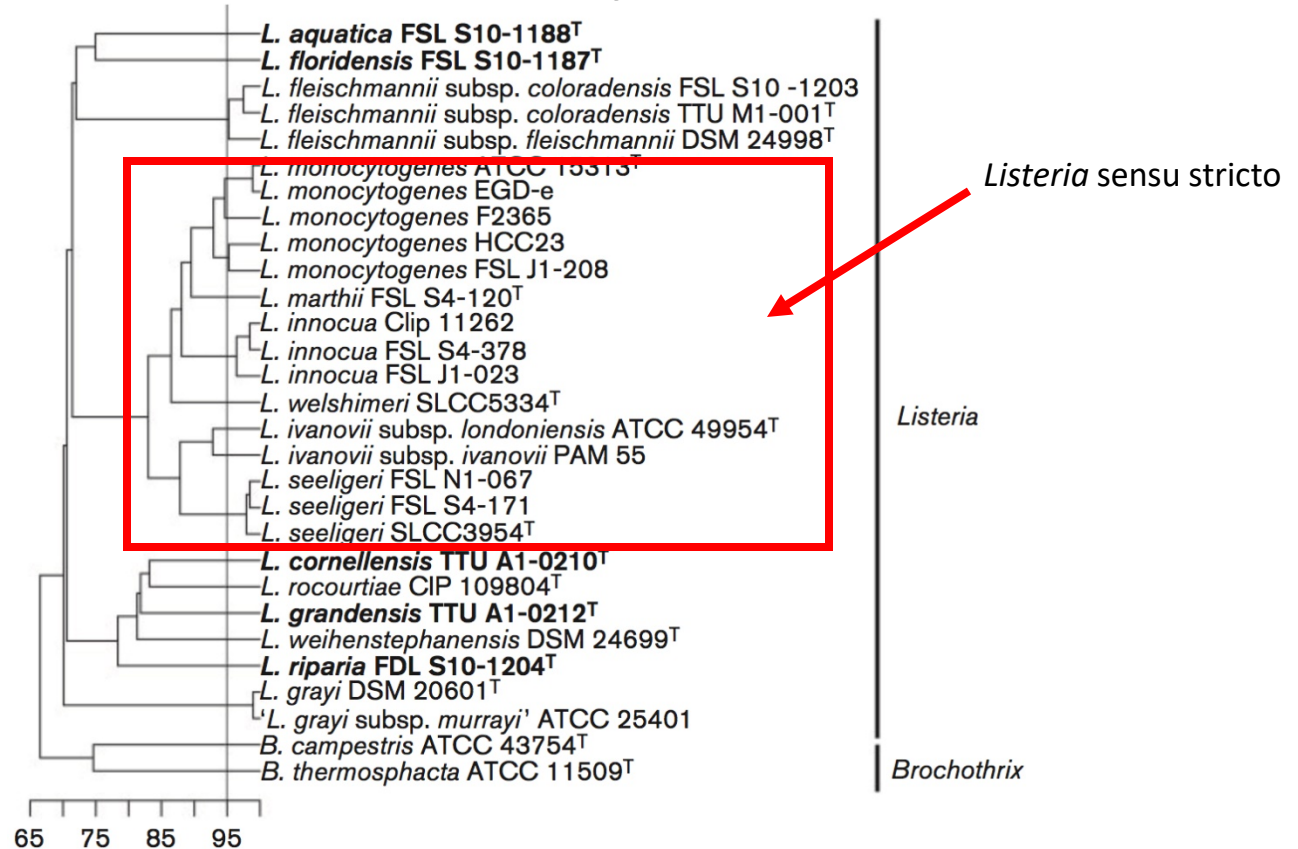 L. aquatica FSL S10-1188ᵀ
L. floridensis FSL S10-1187ᵀ
L. fleischmannii subsp. coloradensis FSL S10 -1203
L. fleischmannii subsp. coloradensis TTU M1-001ᵀ
L. fleischmannii subsp. fleischmannii DSM 24998ᵀ
L. monocytogenes ATCC 15313ᵀ
L. monocytogenes EGD-e
L. monocytogenes F2365
L. monocytogenes HCC23
L. monocytogenes FSL J1-208
L. marthii FSL S4-120ᵀ
L. innocua Clip 11262
L. innocua FSL S4-378
L. innocua FSL J1-023
L. welshimeri SLCC5334ᵀ
L. ivanovii subsp. londoniensis ATCC 49954ᵀ
L. ivanovii subsp. ivanovii PAM 55
L. seeligeri FSL N1-067
L. seeligeri FSL S4-171
L. seeligeri SLCC3954ᵀ
L. cornellensis TTU A1-0210ᵀ
L. rocourtiae CIP 109804ᵀ
L. grandensis TTU A1-0212ᵀ
L. weihenstephanensis DSM 24699ᵀ
L. riparia FDL S10-1204ᵀ
L. grayi DSM 20601ᵀ
'L. grayi subsp. murrayi' ATCC 25401
B. campestris ATCC 43754ᵀ
B. thermosphacta ATCC 11509ᵀ
Listeria sensu stricto
Listeria
Brochothrix
65 75 85 95